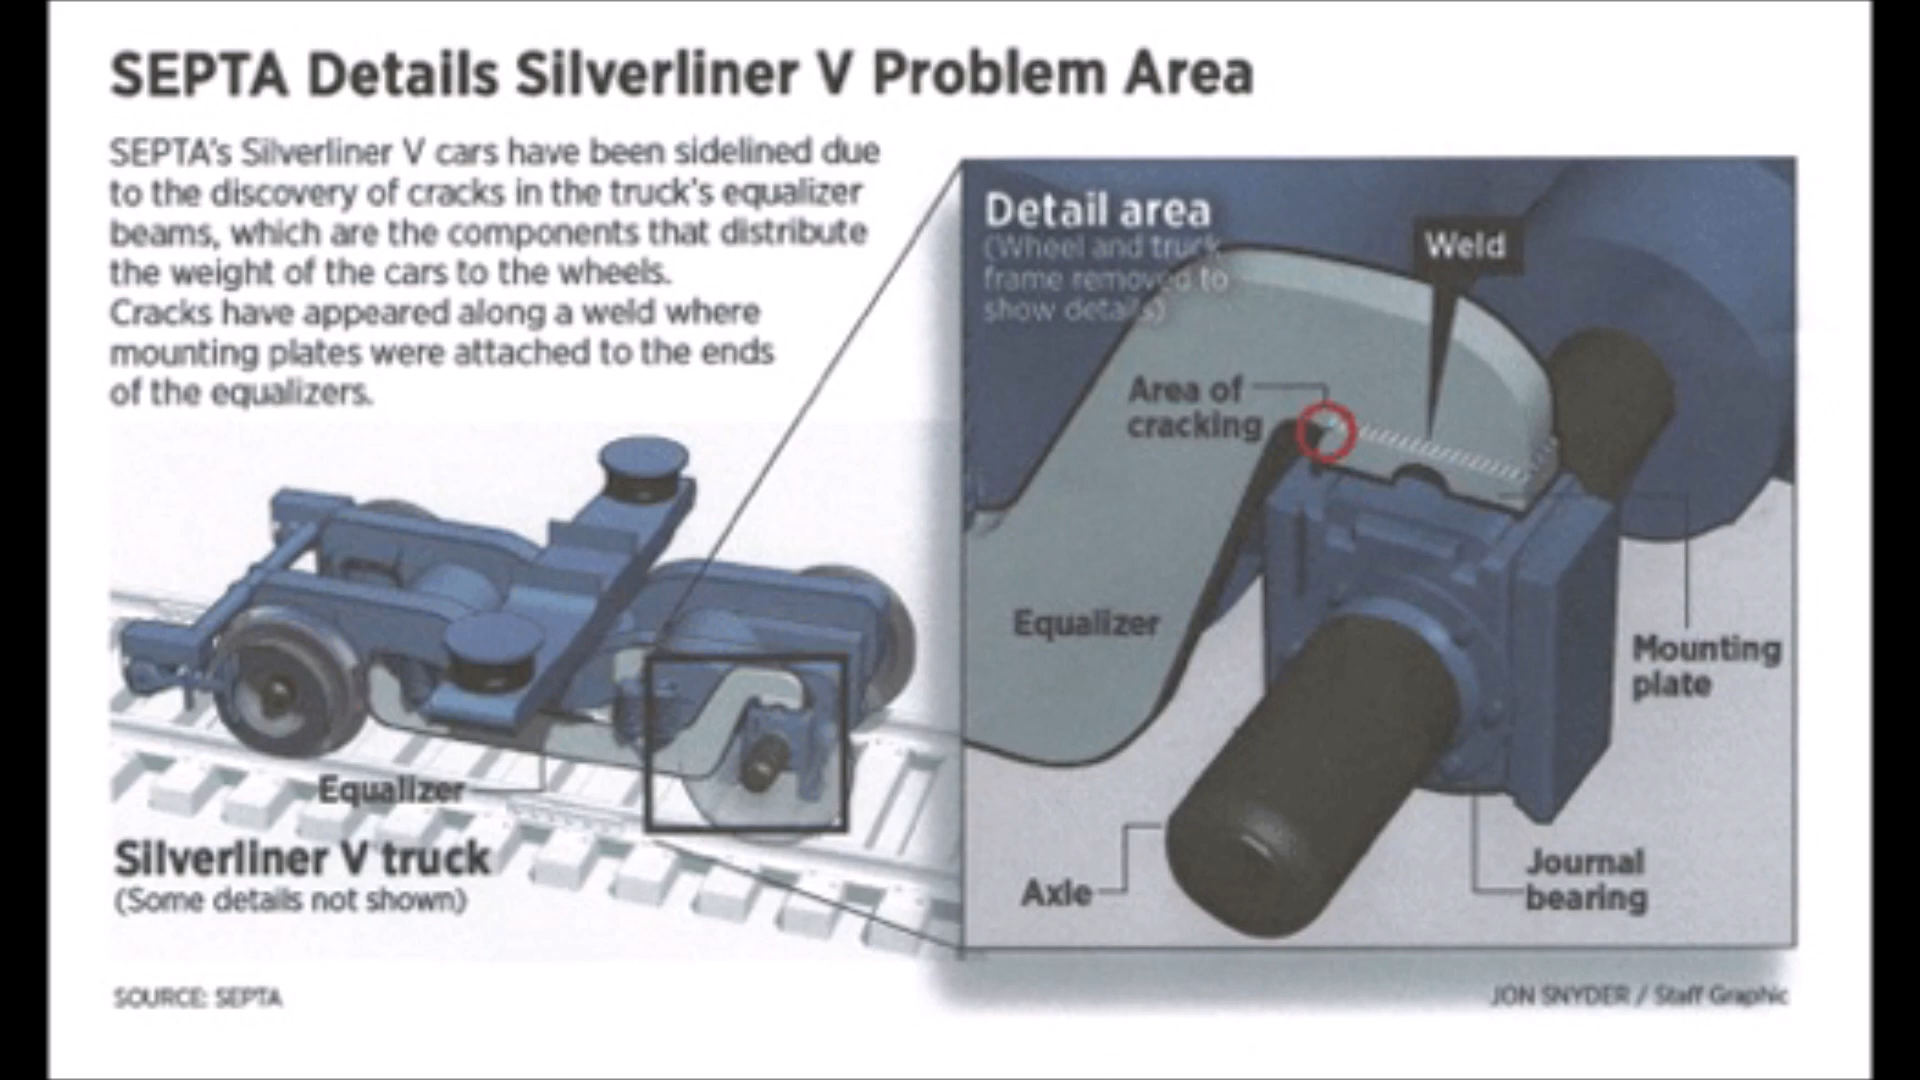 SEPTA Details Silverliner V Problem Area
SEPTA's Silverliner V cars have been sidelined due
to the discovery of cracks in the truck's equalizer
beams, which are the components that distribute
the weight of the cars to the wheels.
Cracks have appeared along a weld where
mounting plates were attached to the ends
of the equalizers.
Equalizer
Silverliner V truck
(Some details not shown)
Detail area
(Wheel and truck
frame removed to
show details)
Weld
Area of
cracking
Equalizer
Mounting
plate
Axle
Journal
bearing
SOURCE: SEPTA
JON SNYDER / Staff Graphic